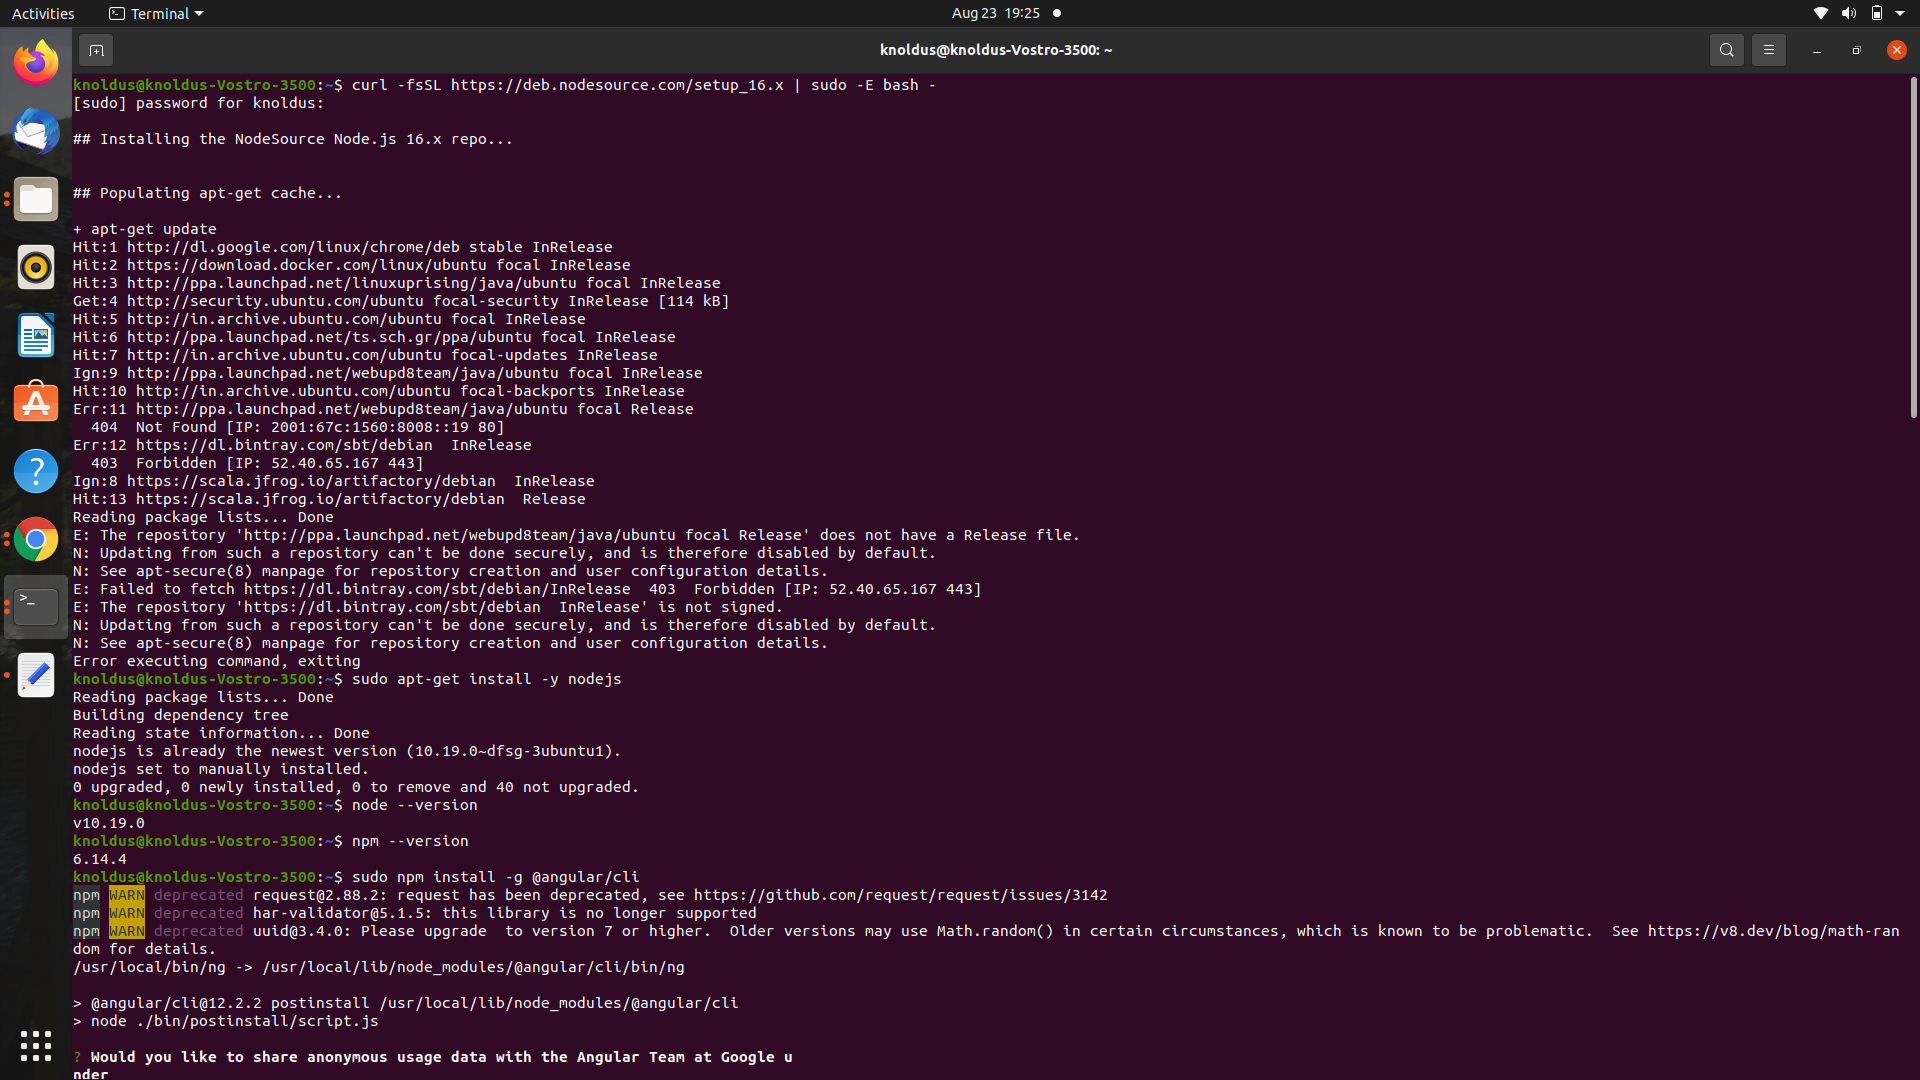 Activities
Terminal
Aug 23 19:25
knoldus@knoldus-Vostro-3500: ~
knoldus@knoldus-Vostro-3500:~$ curl -fsSL https://deb.nodesource.com/setup_16.x | sudo -E bash -
[sudo] password for knoldus:
## Installing the NodeSource Node.js 16.x repo...
## Populating apt-get cache...
+ apt-get update
Hit:1 http://dl.google.com/linux/chrome/deb stable InRelease
Hit:2 https://download.docker.com/linux/ubuntu focal InRelease
Hit:3 http://ppa.launchpad.net/linuxuprising/java/ubuntu focal InRelease
Get:4 http://security.ubuntu.com/ubuntu focal-security InRelease [114 kB]
Hit:5 http://in.archive.ubuntu.com/ubuntu focal InRelease
Hit:6 http://ppa.launchpad.net/ts.sch.gr/ppa/ubuntu focal InRelease
Hit:7 http://in.archive.ubuntu.com/ubuntu focal-updates InRelease
Ign:9 http://ppa.launchpad.net/webupd8team/java/ubuntu focal InRelease
Hit:10 http://in.archive.ubuntu.com/ubuntu focal-backports InRelease
Err:11 http://ppa.launchpad.net/webupd8team/java/ubuntu focal Release
  404  Not Found [IP: 2001:67c:1560:8008::19 80]
Err:12 https://dl.bintray.com/sbt/debian  InRelease
  403  Forbidden [IP: 52.40.65.167 443]
Ign:8 https://scala.jfrog.io/artifactory/debian  InRelease
Hit:13 https://scala.jfrog.io/artifactory/debian  Release
Reading package lists... Done
E: The repository 'http://ppa.launchpad.net/webupd8team/java/ubuntu focal Release' does not have a Release file.
N: Updating from such a repository can't be done securely, and is therefore disabled by default.
N: See apt-secure(8) manpage for repository creation and user configuration details.
E: Failed to fetch https://dl.bintray.com/sbt/debian/InRelease  403  Forbidden [IP: 52.40.65.167 443]
E: The repository 'https://dl.bintray.com/sbt/debian  InRelease' is not signed.
N: Updating from such a repository can't be done securely, and is therefore disabled by default.
N: See apt-secure(8) manpage for repository creation and user configuration details.
Error executing command, exiting
knoldus@knoldus-Vostro-3500:~$ sudo apt-get install -y nodejs
Reading package lists... Done
Building dependency tree
Reading state information... Done
nodejs is already the newest version (10.19.0~dfsg-3ubuntu1).
nodejs set to manually installed.
0 upgraded, 0 newly installed, 0 to remove and 40 not upgraded.
knoldus@knoldus-Vostro-3500:~$ node --version
v10.19.0
knoldus@knoldus-Vostro-3500:~$ npm --version
6.14.4
knoldus@knoldus-Vostro-3500:~$ sudo npm install -g @angular/cli
npm WARN deprecated request@2.88.2: request has been deprecated, see https://github.com/request/request/issues/3142
npm WARN deprecated har-validator@5.1.5: this library is no longer supported
npm WARN deprecated uuid@3.4.0: Please upgrade  to version 7 or higher.  Older versions may use Math.random() in certain circumstances, which is known to be problematic.  See https://v8.dev/blog/math-ran
dom for details.
/usr/local/bin/ng -> /usr/local/lib/node_modules/@angular/cli/bin/ng
> @angular/cli@12.2.2 postinstall /usr/local/lib/node_modules/@angular/cli
> node ./bin/postinstall/script.js
? Would you like to share anonymous usage data with the Angular Team at Google u
nder